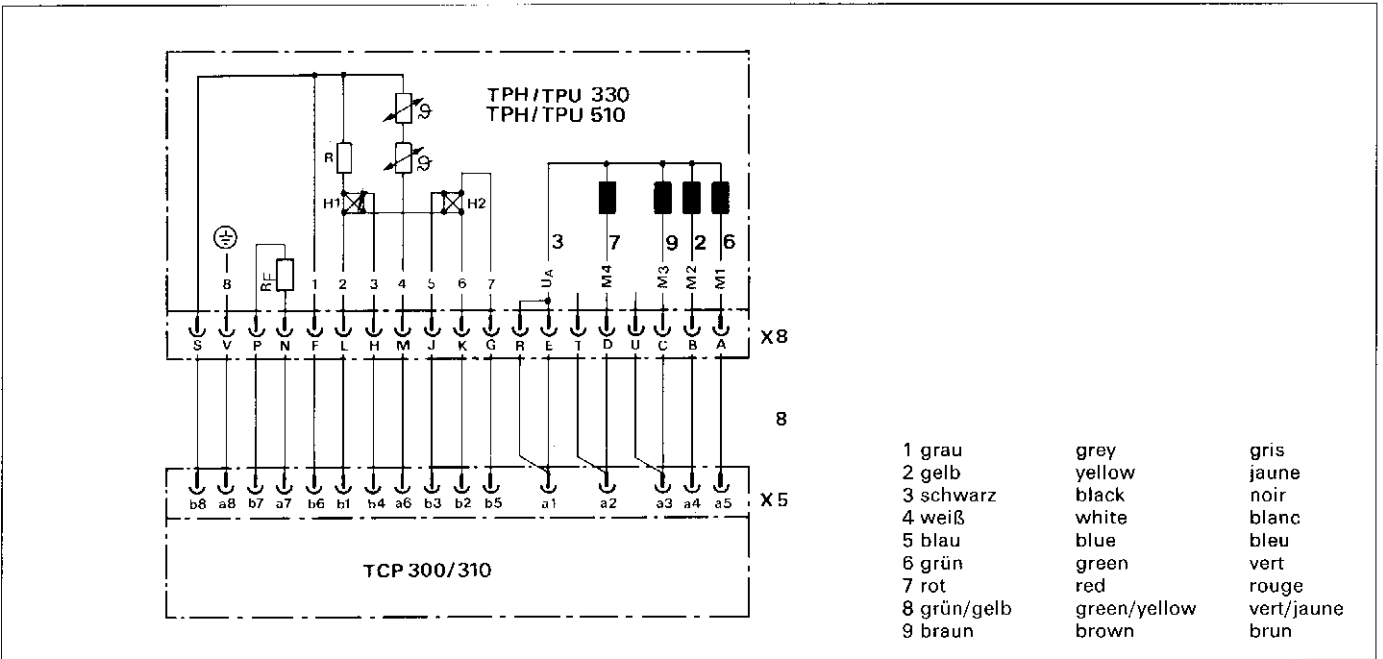 TPH/TPU 330
TPH/TPU 510
ϑ
ϑ
R
H1
H2
3 7 9 2 6
RF
8 1 2 3 4 5 6 7 UA M4 M3 M2 M1
S V P N F L H M J K G R E T D U C B A
X8
8
b8 a8 b7 a7 b6 b1 b4 a6 b3 b2 b5 a1 a2 a3 a4 a5
X5
TCP 300/310
1 grau grey gris
2 gelb yellow jaune
3 schwarz black noir
4 weiß white blanc
5 blau blue bleu
6 grün green vert
7 rot red rouge
8 grün/gelb green/yellow vert/jaune
9 braun brown brun